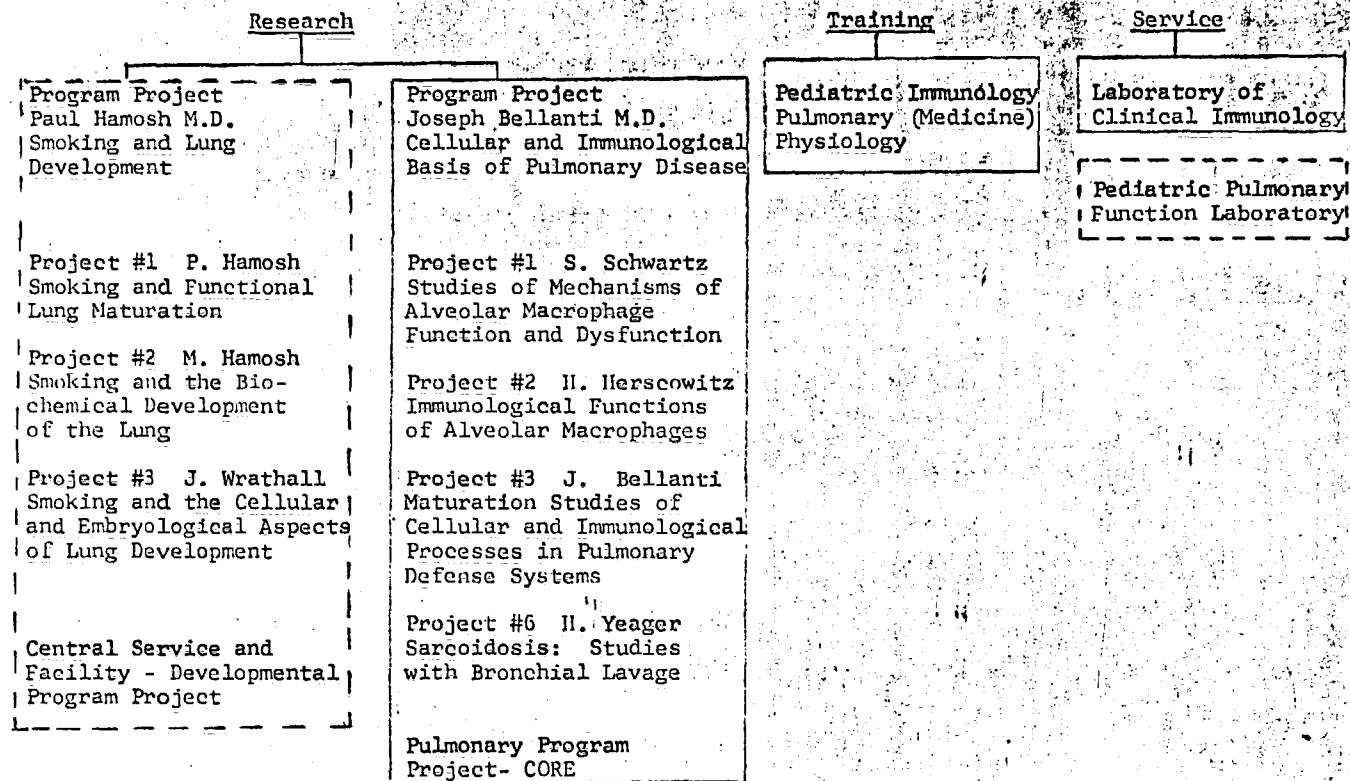 Research
Training
Service
Program Project
Paul Hamosh M.D.
Smoking and Lung
Development
Project #1 P. Hamosh
Smoking and Functional
Lung Maturation
Project #2 M. Hamosh
Smoking and the Bio-
chemical Development
of the Lung
Project #3 J. Wrathall
Smoking and the Cellular
and Embryological Aspects
of Lung Development
Central Service and
Facility - Developmental
Program Project
Program Project
Joseph Bellanti M.D.
Cellular and Immunological
Basis of Pulmonary Disease
Project #1 S. Schwartz
Studies of Mechanisms of
Alveolar Macrophage
Function and Dysfunction
Project #2 H. Herscowitz
Immunological Functions
of Alveolar Macrophages
Project #3 J. Bellanti
Maturation Studies of
Cellular and Immunological
Processes in Pulmonary
Defense Systems
Project #6 H. Yeager
Sarcoidosis: Studies
with Bronchial Lavage
Pulmonary Program
Project- CORE
Pediatric Immunology
Pulmonary (Medicine)
Physiology
Laboratory of
Clinical Immunology
Pediatric Pulmonary
Function Laboratory